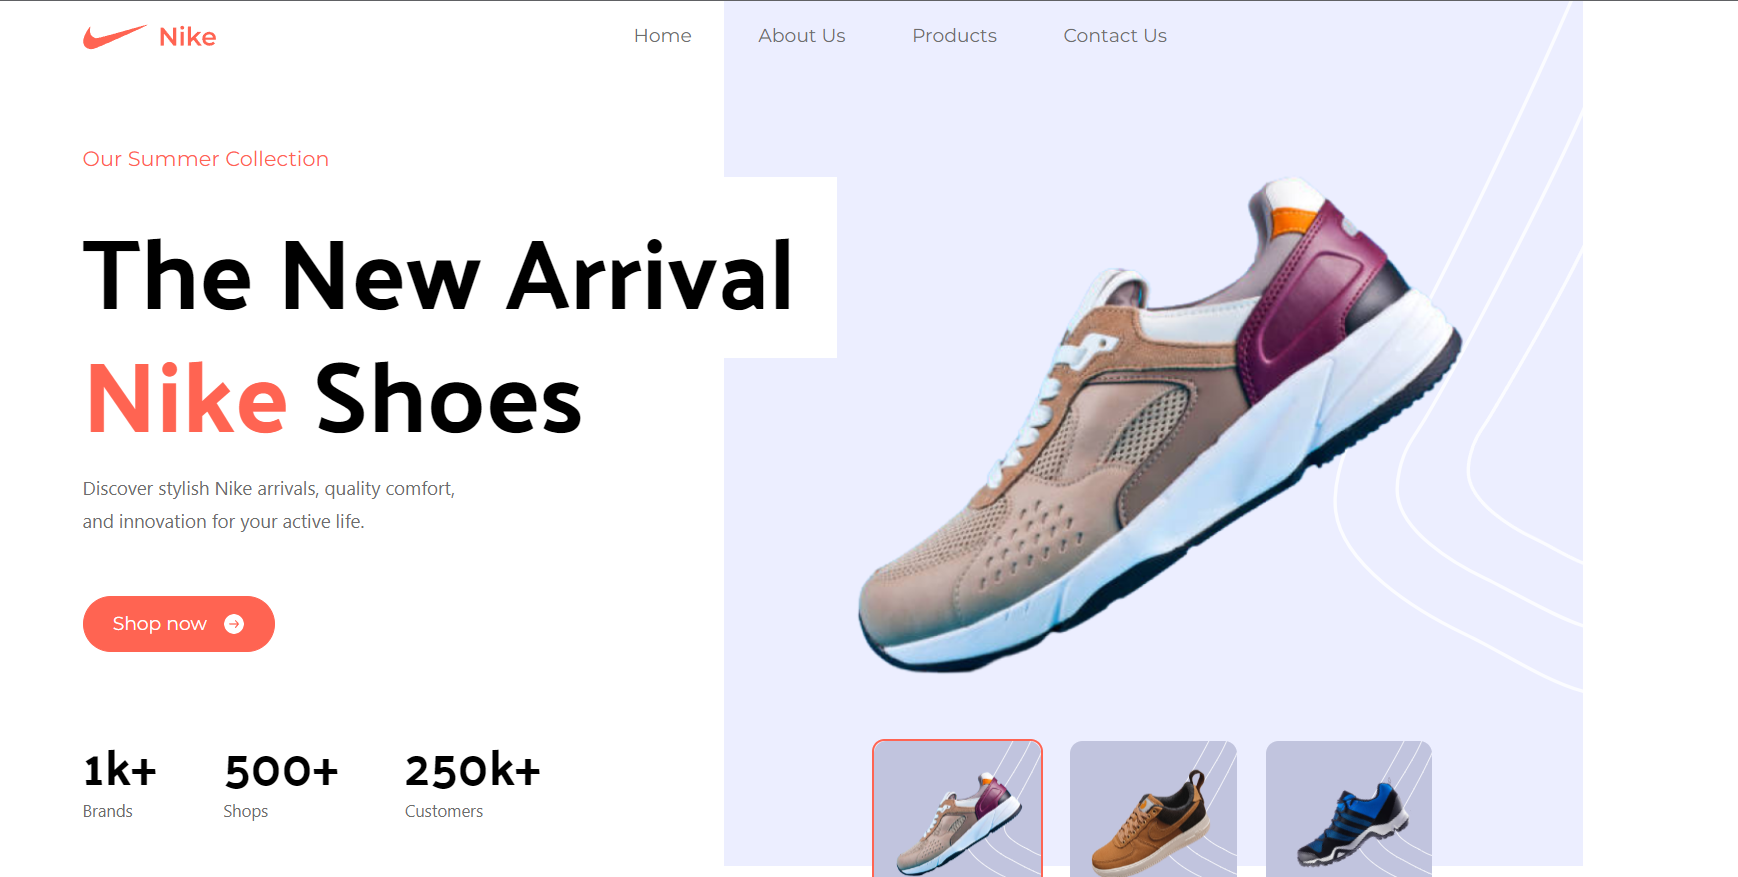 Nike
Home About Us Products Contact Us
Our Summer Collection
The New Arrival
Nike Shoes
Discover stylish Nike arrivals, quality comfort,
and innovation for your active life.
Shop now
1k+ 500+ 250k+
Brands Shops Customers